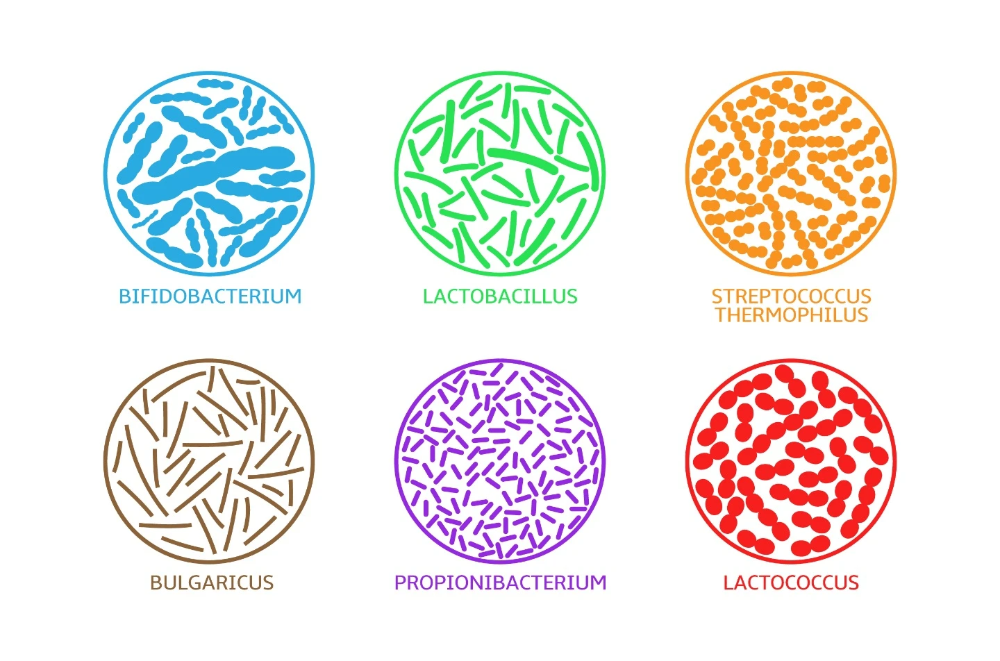 BIFIDOBACTERIUM
LACTOBACILLUS
STREPTOCOCCUS
THERMOPHILUS
BULGARICUS
PROPIONIBACTERIUM
LACTOCOCCUS